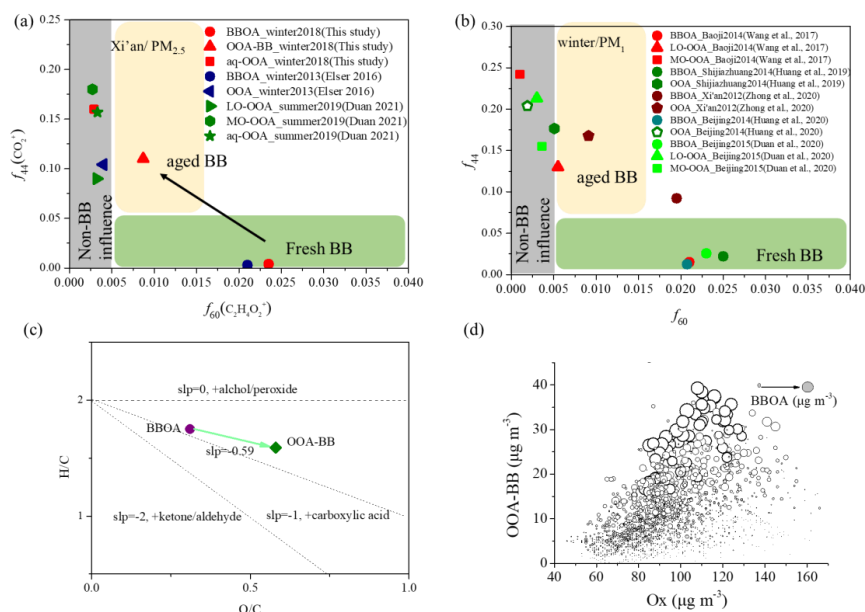 (a)
Xi'an/ PM2.5
BBOA_winter2018(This study)
OOA-BB_winter2018(This study)
aq-OOA_winter2018(This study)
BBOA_winter2013(Elser 2016)
OOA_winter2013(Elser 2016)
LO-OOA_summer2019(Duan 2021)
MO-OOA_summer2019(Duan 2021)
aq-OOA_summer2019(Duan 2021)
f44(CO2+)
0.25
0.20
0.15
0.10
0.05
0.00
Non-BB
influence
aged BB
Fresh BB
0.000 0.005 0.010 0.015 0.020 0.025 0.030 0.035 0.040
f60(C2H4O2+)
(b)
winter/PM1
BBOA_Baoji2014(Wang et al., 2017)
LO-OOA_Baoji2014(Wang et al., 2017)
MO-OOA_Baoji2014(Wang et al., 2017)
BBOA_Shijiazhuang2014(Huang et al., 2019)
OOA_Shijiazhuang2014(Huang et al., 2019)
BBOA_Xi'an2012(Zhong et al., 2020)
OOA_Xi'an2012(Zhong et al., 2020)
BBOA_Beijing2014(Huang et al., 2020)
OOA_Beijing2014(Huang et al., 2020)
BBOA_Beijing2015(Duan et al., 2020)
LO-OOA_Beijing2015(Duan et al., 2020)
MO-OOA_Beijing2015(Duan et al., 2020)
f44
0.30
0.25
0.20
0.15
0.10
0.05
0.00
Non-BB
influence
aged BB
Fresh BB
0.000 0.005 0.010 0.015 0.020 0.025 0.030 0.035 0.040
f60
(c)
H/C
2
1
slp=0, +alchol/peroxide
BBOA
OOA-BB
slp=-0.59
slp=-2, +ketone/aldehyde
slp=-1, +carboxylic acid
0.0 0.5 1.0
O/C
(d)
OOA-BB (μg m-3)
50
40
30
20
10
0
BBOA (μg m-3)
40 60 80 100 120 140 160
Ox (μg m-3)